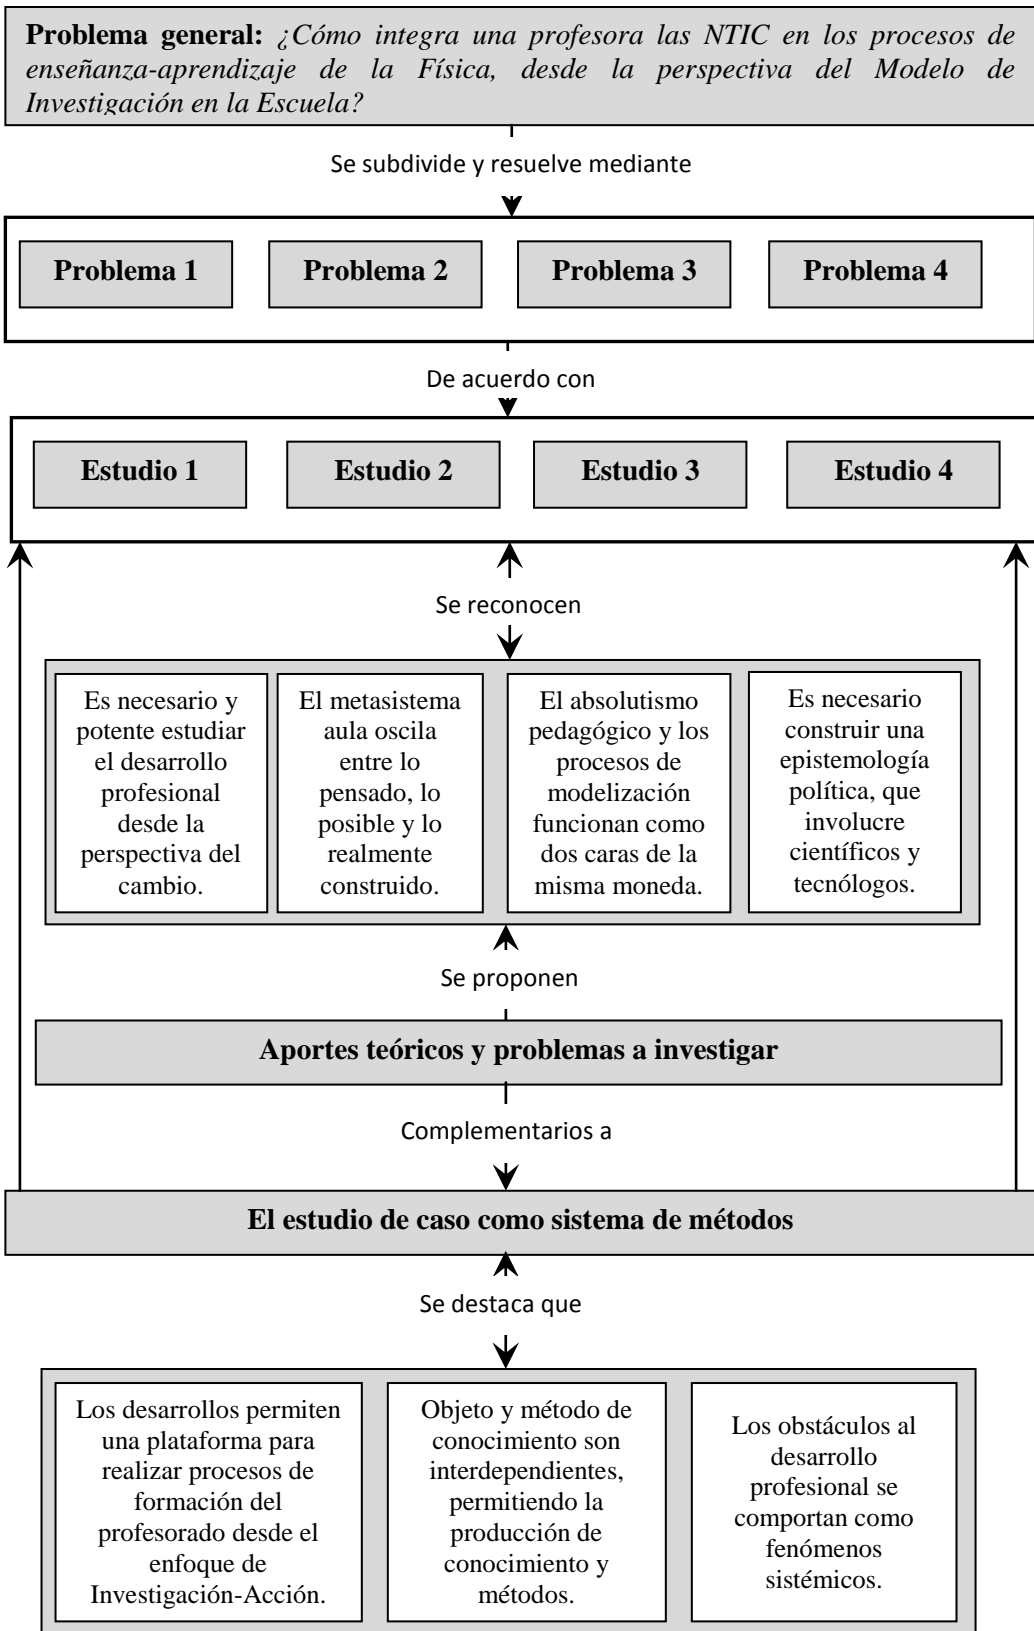 Problema general: ¿Cómo integra una profesora las NTIC en los procesos de
enseñanza-aprendizaje de la Física, desde la perspectiva del Modelo de
Investigación en la Escuela?
Se subdivide y resuelve mediante
Problema 1
Problema 2
Problema 3
Problema 4
De acuerdo con
Estudio 1
Estudio 2
Estudio 3
Estudio 4
Se reconocen
Es necesario y
potente estudiar
el desarrollo
profesional
desde la
perspectiva del
cambio.
El metasistema
aula oscila
entre lo
pensado, lo
posible y lo
realmente
construido.
El absolutismo
pedagógico y los
procesos de
modelización
funcionan como
dos caras de la
misma moneda.
Es necesario
construir una
epistemología
política, que
involucre
científicos y
tecnólogos.
Se proponen
Aportes teóricos y problemas a investigar
Complementarios a
El estudio de caso como sistema de métodos
Se destaca que
Los desarrollos permiten
una plataforma para
realizar procesos de
formación del
profesorado desde el
enfoque de
Investigación-Acción.
Objeto y método de
conocimiento son
interdependientes,
permitiendo la
producción de
conocimiento y
métodos.
Los obstáculos al
desarrollo
profesional se
comportan como
fenómenos
sistémicos.